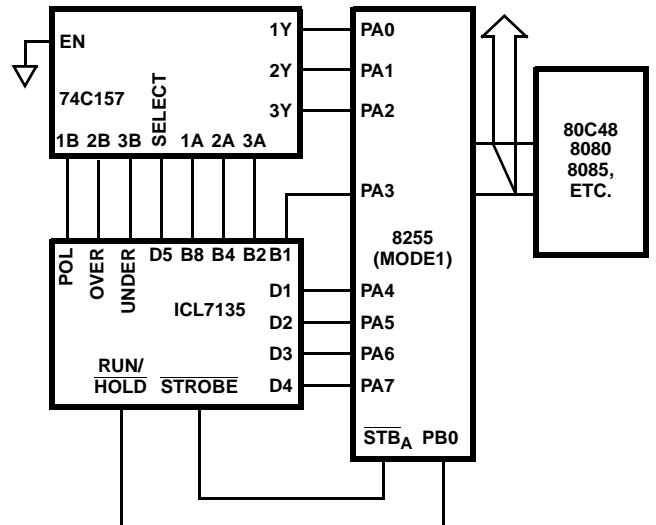 EN
74C157
1Y
2Y
3Y
1B 2B 3B SELECT 1A 2A 3A
PA0
PA1
PA2
PA3
8255
(MODE1)
PA4
PA5
PA6
PA7
STBA PB0
80C48
8080
8085,
ETC.
POL OVER UNDER D5 B8 B4 B2 B1
ICL7135
D1
D2
D3
D4
RUN/
HOLD STROBE